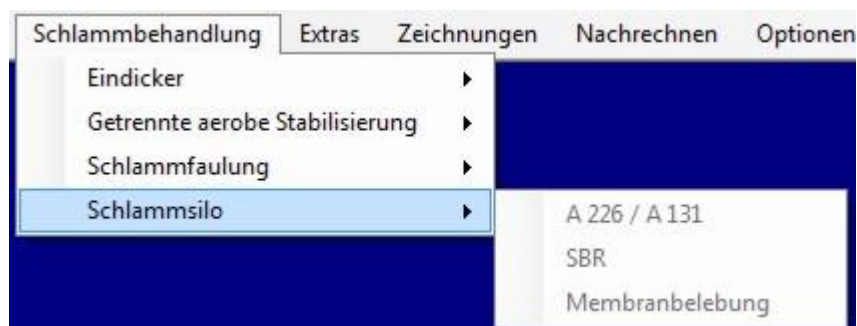 Schlammbehandlung Extras Zeichnungen Nachrechnen Optionen
Eindicker
Getrennte aerobe Stabilisierung
Schlammfaulung
Schlammsilo
A 226 / A 131
SBR
Membranbelebung